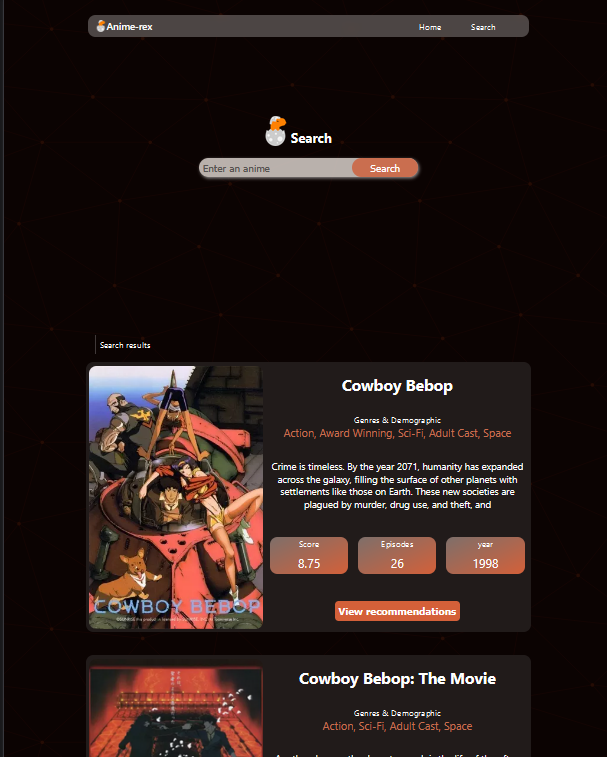 Anime-rex
Home
Search
Search
Enter an anime
Search
Search results
Cowboy Bebop
Genres & Demographic
Action, Award Winning, Sci-Fi, Adult Cast, Space
Crime is timeless. By the year 2071, humanity has expanded
across the galaxy, filling the surface of other planets with
settlements like those on Earth. These new societies are
plagued by murder, drug use, and theft, and
Score
8.75
Episodes
26
year
1998
View recommendations
COWBOY BEBOP
Cowboy Bebop: The Movie
Genres & Demographic
Action, Sci-Fi, Adult Cast, Space